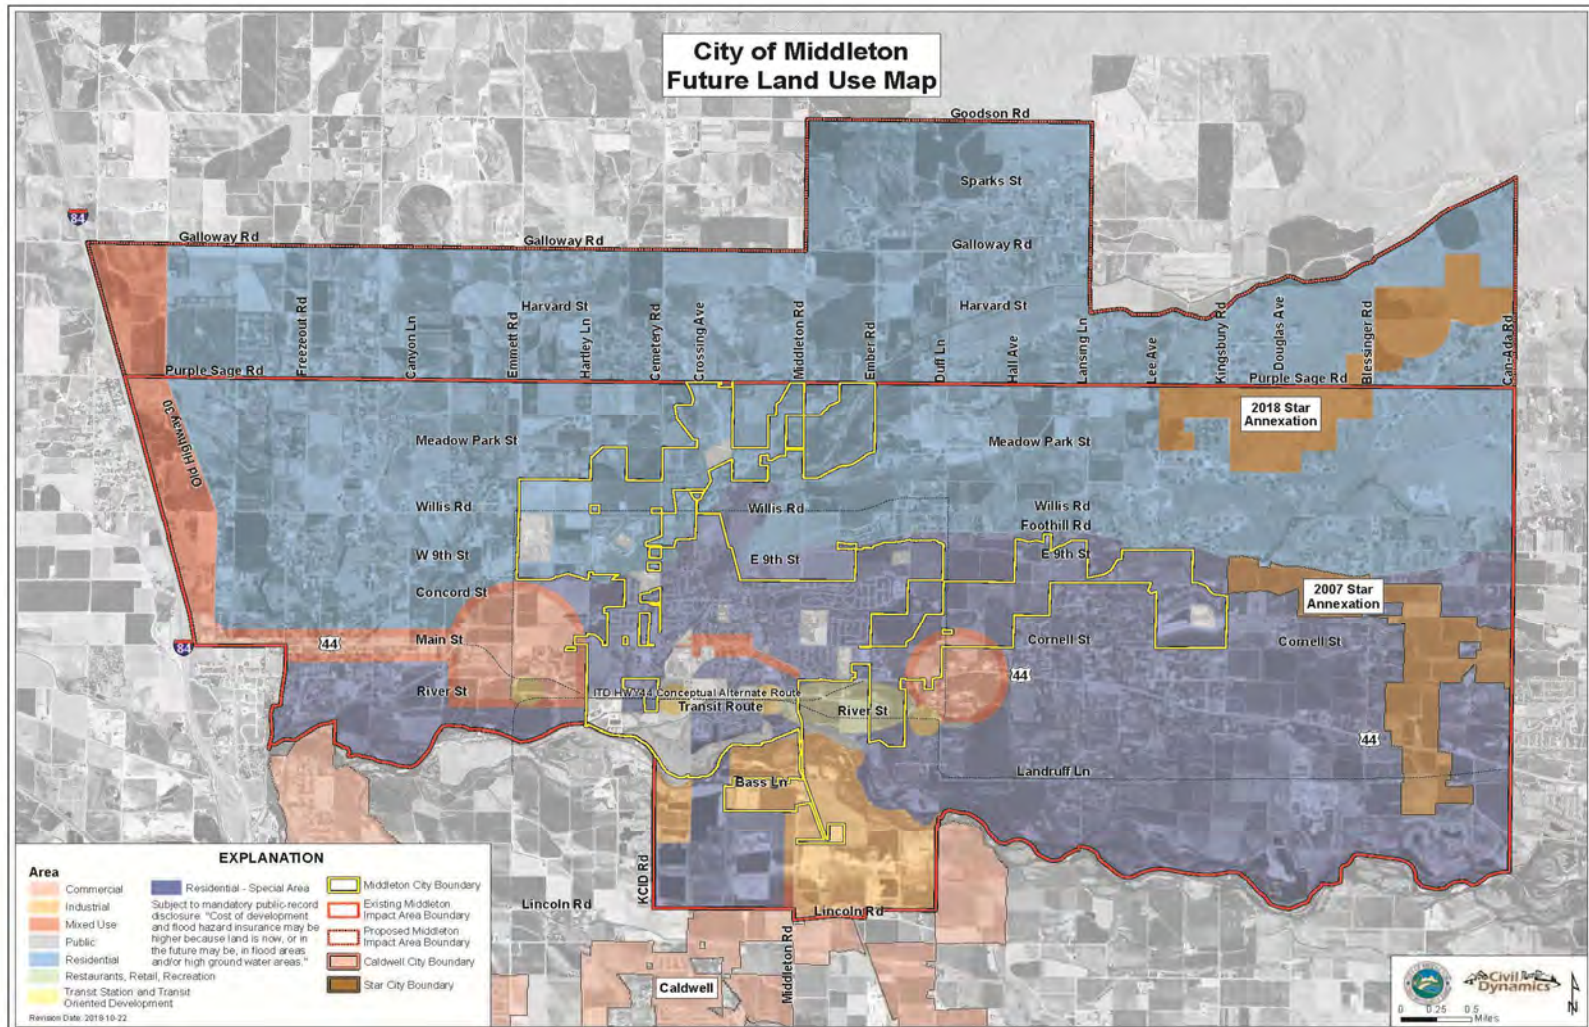 City of Middleton
Future Land Use Map
Goodson Rd
Sparks St
84
Galloway Rd
Galloway Rd
Galloway Rd
Harvard St
Harvard St
Freezeout Rd
Canyon Ln
Emmett Rd
Hartley Ln
Cemetery Rd
Crossing Ave
Middleton Rd
Ember Rd
Duff Ln
Hall Ave
Lansing Ln
Lee Ave
Kingsbury Rd
Douglas Ave
Blessinger Rd
Can-Ada Rd
Purple Sage Rd
Purple Sage Rd
Old Highway 30
2018 Star
Annexation
Meadow Park St
Meadow Park St
Willis Rd
Willis Rd
Willis Rd
Foothill Rd
W 9th St
E 9th St
E 9th St
Concord St
2007 Star
Annexation
Main St
44
84
Cornell St
Cornell St
44
River St
ITD HWY44 Conceptual Alternate Route
Transit Route
River St
44
Landruff Ln
Bass Ln
KCID Rd
Lincoln Rd
Lincoln Rd
Middleton Rd
Caldwell
EXPLANATION
Area
Commercial
Industrial
Mixed Use
Public
Residential
Restaurants, Retail, Recreation
Transit Station and Transit
Oriented Development
Residential - Special Area
Subject to mandatory public-record
disclosure: "Cost of development
and flood hazard insurance may be
higher because land is now, or in
the future may be, in flood areas
and/or high ground water areas."
Middleton City Boundary
Existing Middleton
Impact Area Boundary
Proposed Middleton
Impact Area Boundary
Caldwell City Boundary
Star City Boundary
Revision Date: 2019-10-22
Civil
Dynamics
0 0.25 0.5
Miles
N